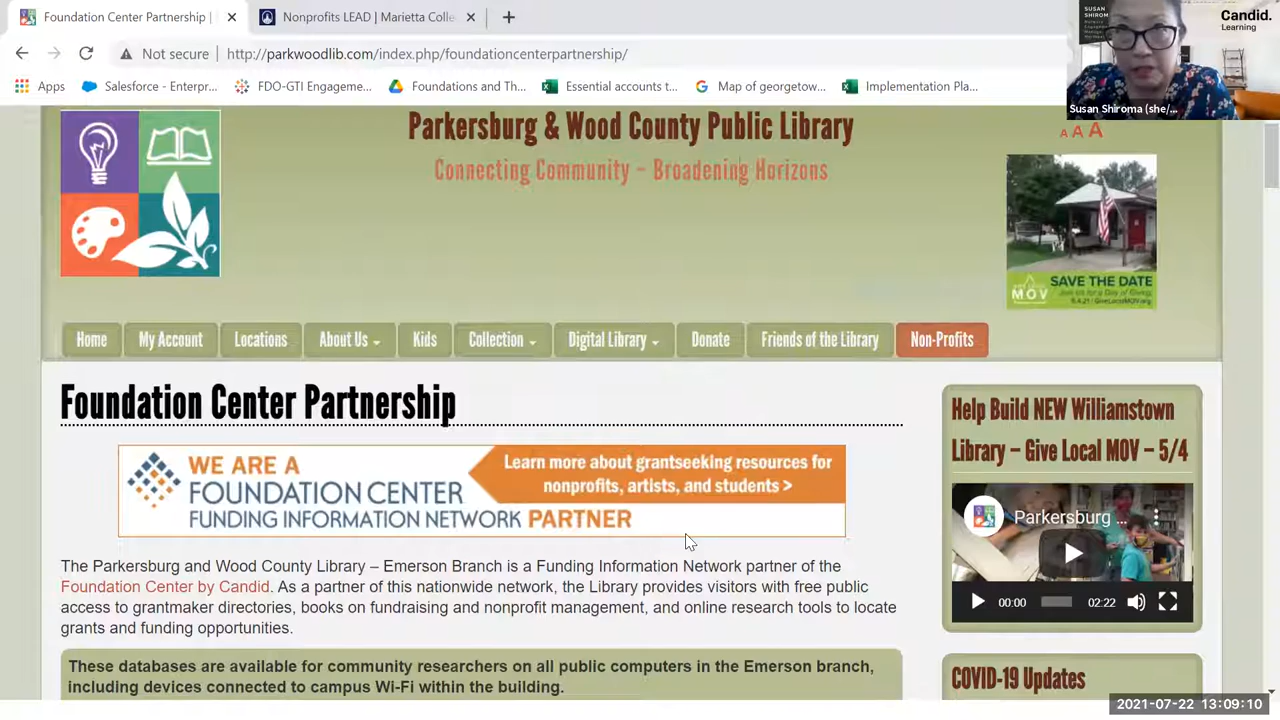 Foundation Center Partnership |
Nonprofits LEAD | Marietta Colle
Not secure
http://parkwoodlib.com/index.php/foundationcenterpartnership/
Apps
Salesforce - Enterpr...
FDO-GTI Engageme...
Foundations and Th...
Essential accounts t...
Map of georgetow...
Implementation Pla...
SUSAN
SHIROM
Candid.
Learning
Susan Shiroma (she/...
Parkersburg & Wood County Public Library
Connecting Community – Broadening Horizons
A A A
SAVE THE DATE
MOV
Home
My Account
Locations
About Us
Kids
Collection
Digital Library
Donate
Friends of the Library
Non-Profits
Foundation Center Partnership
WE ARE A
FOUNDATION CENTER
FUNDING INFORMATION NETWORK PARTNER
Learn more about grantseeking resources for
nonprofits, artists, and students >
The Parkersburg and Wood County Library – Emerson Branch is a Funding Information Network partner of the
Foundation Center by Candid. As a partner of this nationwide network, the Library provides visitors with free public
access to grantmaker directories, books on fundraising and nonprofit management, and online research tools to locate
grants and funding opportunities.
These databases are available for community researchers on all public computers in the Emerson branch,
including devices connected to campus Wi-Fi within the building.
Help Build NEW Williamstown
Library – Give Local MOV – 5/4
Parkersburg ...
00:00
02:22
COVID-19 Updates
2021-07-22 13:09:10